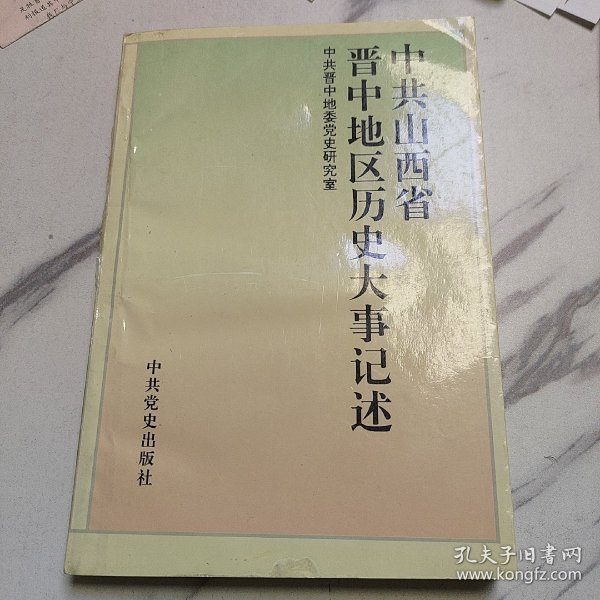 中共山西省
晋中地区历史大事记述
中共晋中地委党史研究室
中共党史出版社
孔夫子旧书网
www.kongfz.com